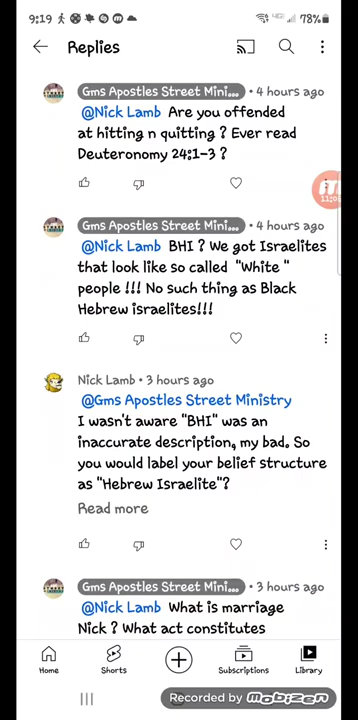 9:19
78%
Replies
Gms Apostles Street Mini... • 4 hours ago
@Nick Lamb Are you offended
at hitting n quitting ? Ever read
Deuteronomy 24:1-3 ?
Gms Apostles Street Mini... • 4 hours ago
@Nick Lamb BHI ? We got Israelites
that look like so called "White "
people !!! No such thing as Black
Hebrew israelites!!!
Nick Lamb • 3 hours ago
@Gms Apostles Street Ministry
I wasn't aware "BHI" was an
inaccurate description, my bad. So
you would label your belief structure
as "Hebrew Israelite"?
Read more
Gms Apostles Street Mini... • 3 hours ago
@Nick Lamb What is marriage
Nick ? What act constitutes
Home Shorts Subscriptions Library
Recorded by mobizen